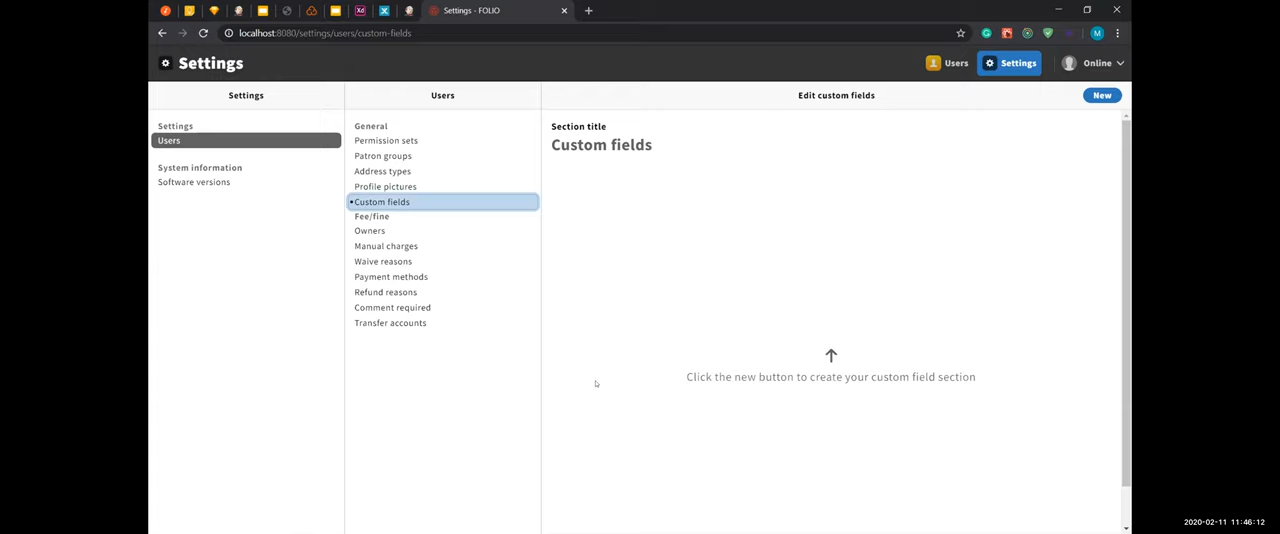 Settings - FOLIO
localhost:8080/settings/users/custom-fields
M
Settings
Users
Settings
Online
Settings
Users
Edit custom fields
New
Settings
Users
System information
Software versions
General
Permission sets
Patron groups
Address types
Profile pictures
Custom fields
Fee/fine
Owners
Manual charges
Waive reasons
Payment methods
Refund reasons
Comment required
Transfer accounts
Section title
Custom fields
Click the new button to create your custom field section
2020-02-11 11:46:12